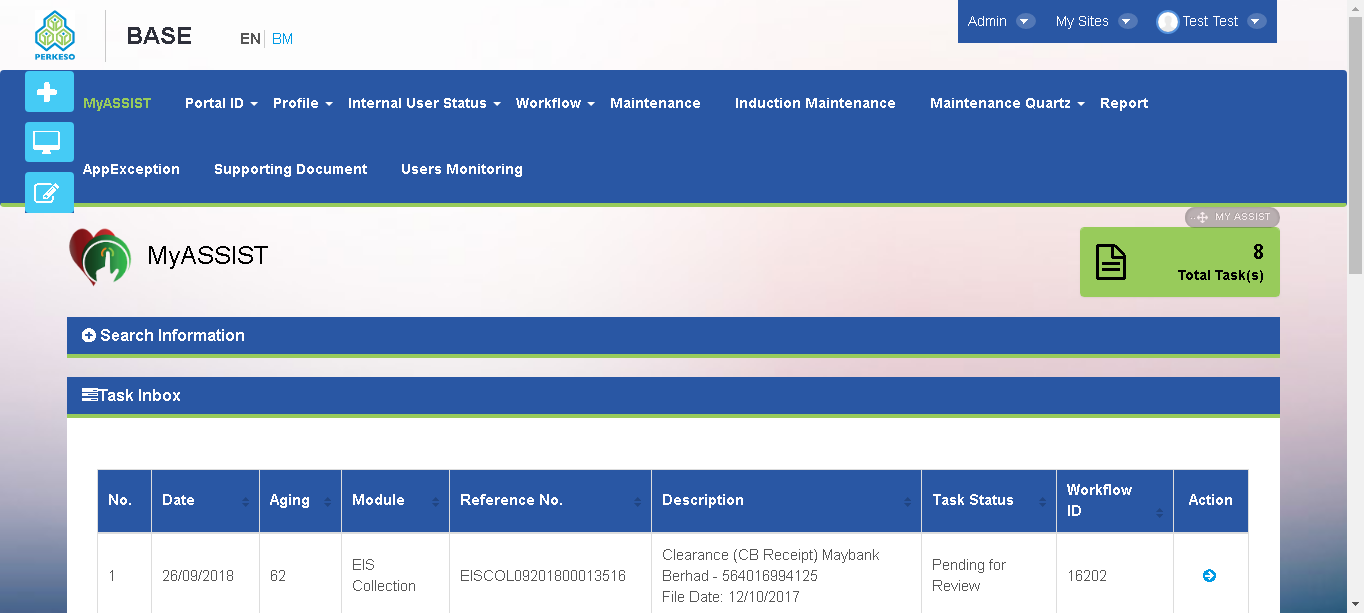 Admin My Sites Test Test
PERKESO
BASE EN BM
MyASSIST Portal ID Profile Internal User Status Workflow Maintenance Induction Maintenance Maintenance Quartz Report
AppException Supporting Document Users Monitoring
MY ASSIST
MyASSIST
8
Total Task(s)
Search Information
Task Inbox
No. Date Aging Module Reference No. Description Task Status Workflow ID Action
1 26/09/2018 62 EIS Collection EISCOL09201800013516 Clearance (CB Receipt) Maybank
Berhad - 564016994125
File Date: 12/10/2017
Pending for
Review
16202